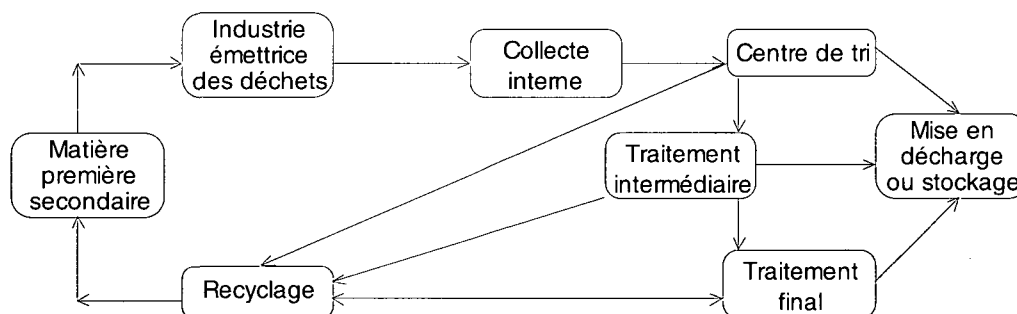 Industrie
émettrice
des déchets
Collecte
interne
Centre de tri
Matière
première
secondaire
Traitement
intermédiaire
Mise en
décharge
ou stockage
Recyclage
Traitement
final